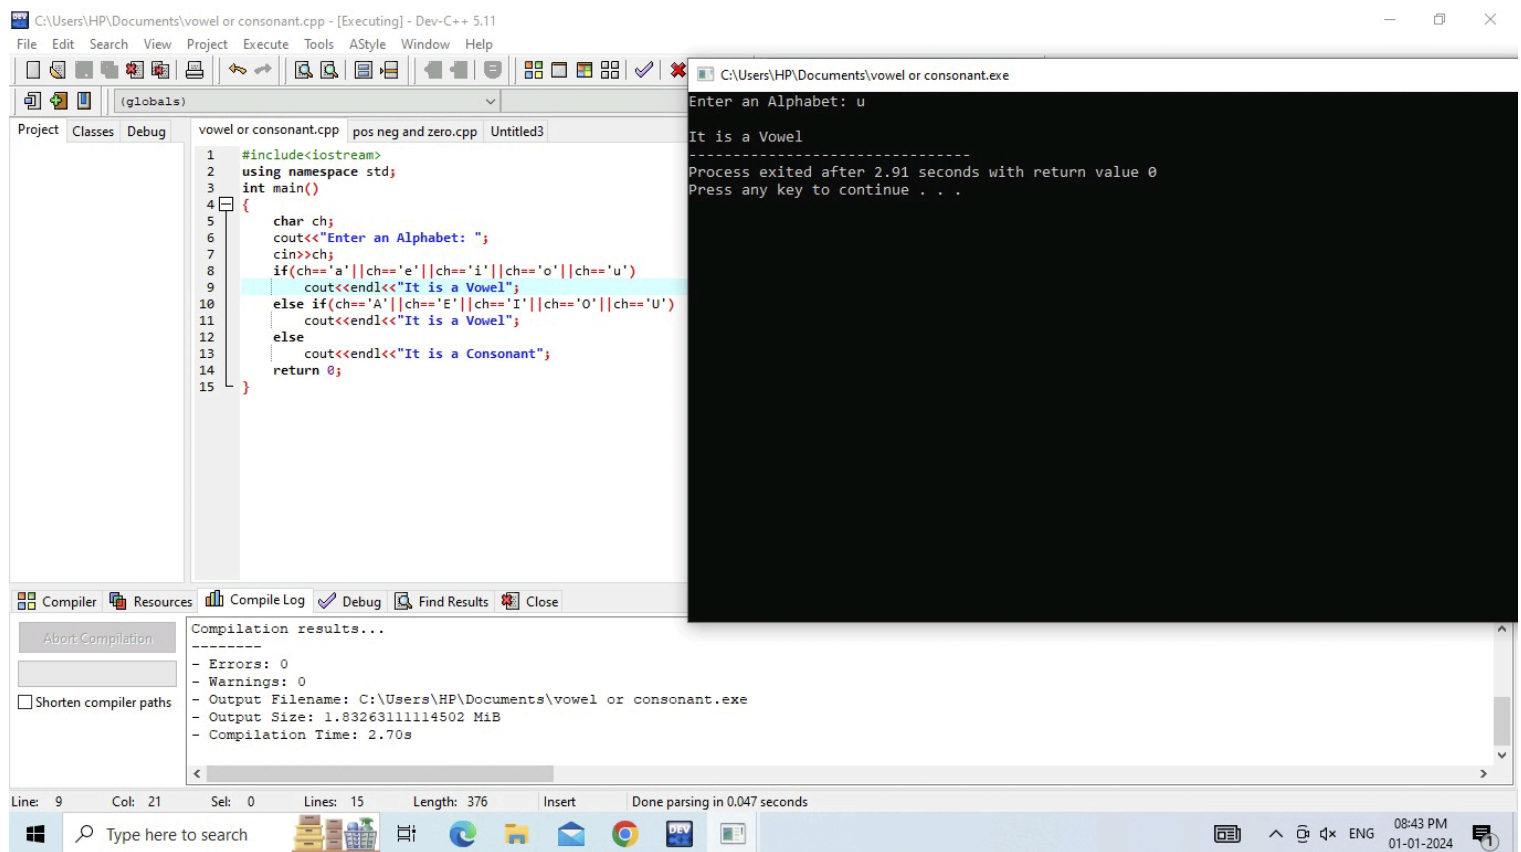 C:\Users\HP\Documents\vowel or consonant.cpp - [Executing] - Dev-C++ 5.11
File Edit Search View Project Execute Tools AStyle Window Help
(globals)
Project Classes Debug
vowel or consonant.cpp pos neg and zero.cpp Untitled3
1 #include<iostream>
2 using namespace std;
3 int main()
4 {
5 char ch;
6 cout<<"Enter an Alphabet: ";
7 cin>>ch;
8 if(ch=='a'||ch=='e'||ch=='i'||ch=='o'||ch=='u')
9 cout<<endl<<"It is a Vowel";
10 else if(ch=='A'||ch=='E'||ch=='I'||ch=='O'||ch=='U')
11 cout<<endl<<"It is a Vowel";
12 else
13 cout<<endl<<"It is a Consonant";
14 return 0;
15 }
C:\Users\HP\Documents\vowel or consonant.exe
Enter an Alphabet: u
It is a Vowel
--------------------------------
Process exited after 2.91 seconds with return value 0
Press any key to continue . . .
Compiler Resources Compile Log Debug Find Results Close
Abort Compilation
Shorten compiler paths
Compilation results...
--------
- Errors: 0
- Warnings: 0
- Output Filename: C:\Users\HP\Documents\vowel or consonant.exe
- Output Size: 1.83263111114502 MiB
- Compilation Time: 2.70s
Line: 9 Col: 21 Sel: 0 Lines: 15 Length: 376 Insert Done parsing in 0.047 seconds
Type here to search
DEV
ENG
08:43 PM
01-01-2024
1